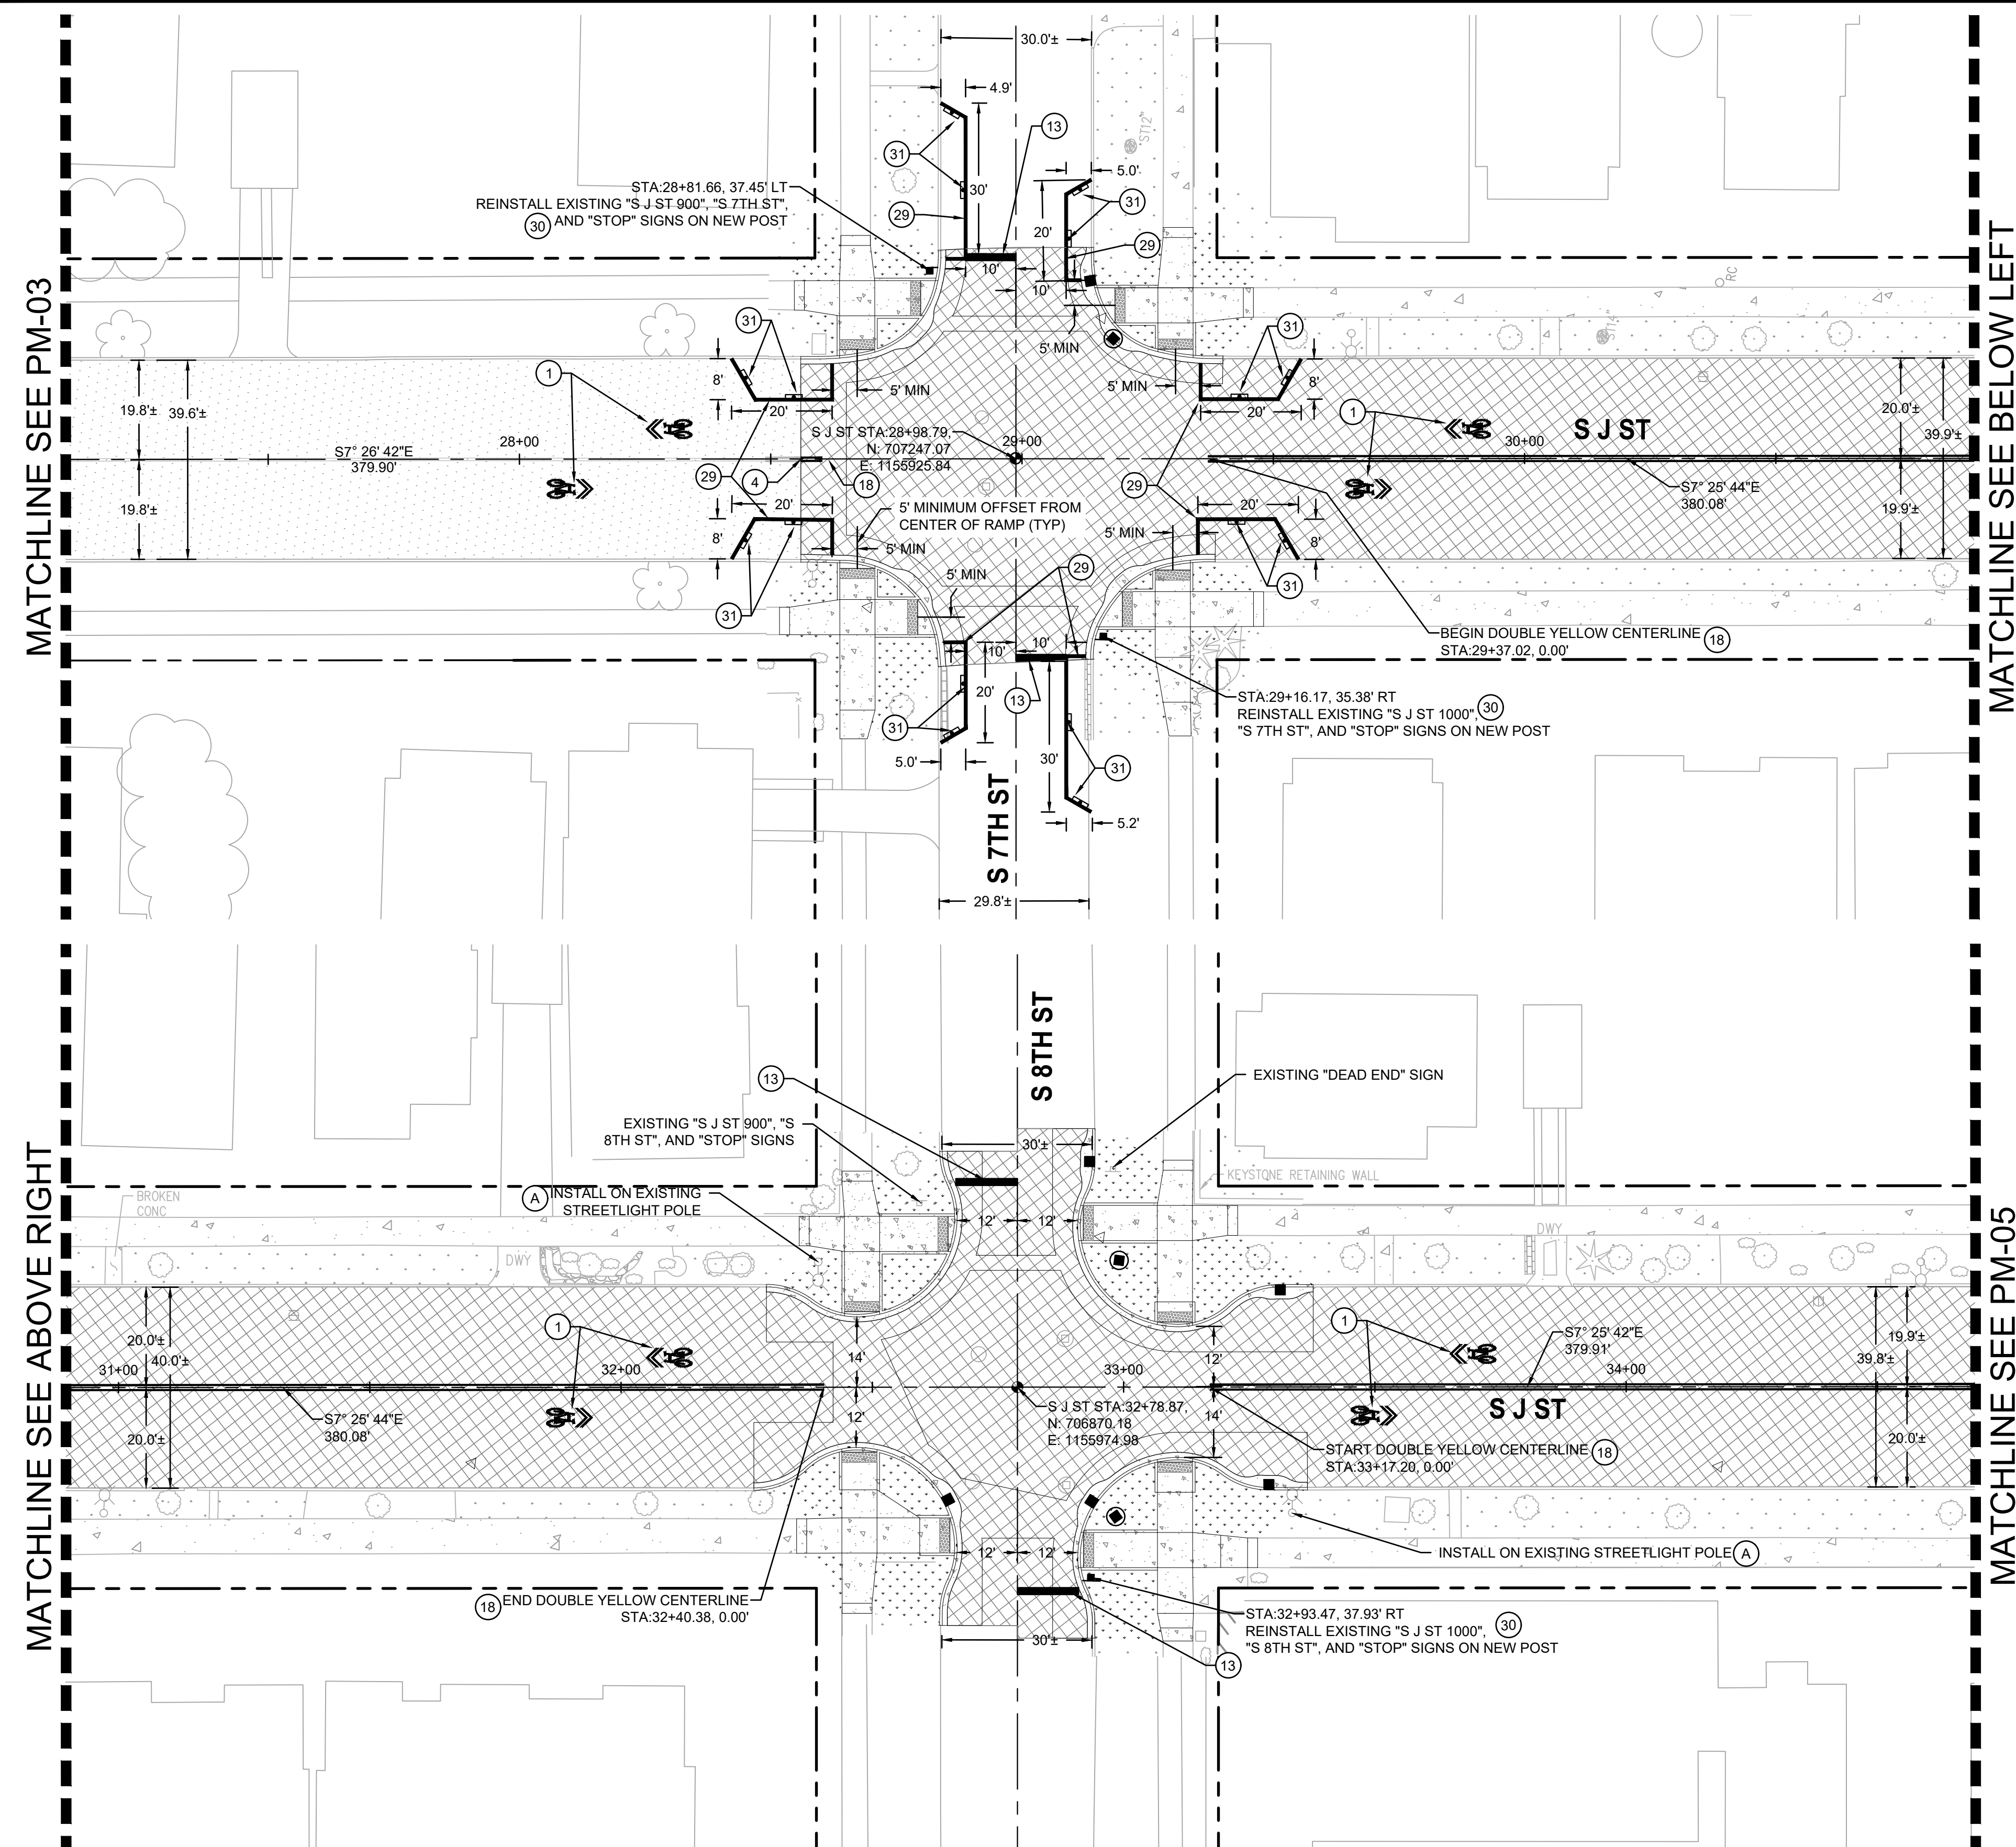 30.0'±
4.9'
13
31
ST12"
STA:28+81.66, 37.45' LT
REINSTALL EXISTING "S J ST 900", "S 7TH ST",
30 AND "STOP" SIGNS ON NEW POST
30'
5.0'
31
29
20'
29
10'
10'
RC
MATCHLINE SEE PM-03
MATCHLINE SEE BELOW LEFT
31
5' MIN
31
ST14"
1
8'
5' MIN
5' MIN
8'
19.8'±
39.6'±
20'
20'
1
20.0'±
39.9'±
S J ST STA:28+98.79,
N: 707247.07
E: 1155925.84
S7° 26' 42"E
379.90'
28+00
29+00
30+00
S J ST
29
4
18
29
S7° 25' 44"E
380.08'
19.8'±
20'
5' MINIMUM OFFSET FROM
CENTER OF RAMP (TYP)
20'
19.9'±
8'
5' MIN
5' MIN
8'
5' MIN
29
31
31
10'
10'
BEGIN DOUBLE YELLOW CENTERLINE 18
STA:29+37.02, 0.00'
20'
13
31
STA:29+16.17, 35.38' RT
REINSTALL EXISTING "S J ST 1000", 30
"S 7TH ST", AND "STOP" SIGNS ON NEW POST
5.0'
30'
31
S 7TH ST
5.2'
29.8'±
S 8TH ST
13
EXISTING "DEAD END" SIGN
EXISTING "S J ST 900", "S
8TH ST", AND "STOP" SIGNS
30'±
MATCHLINE SEE ABOVE RIGHT
MATCHLINE SEE PM-05
KEYSTONE RETAINING WALL
BROKEN
CONC
A INSTALL ON EXISTING
STREETLIGHT POLE
12'
12'
DWY
DWY
20.0'±
40.0'±
1
1
S7° 25' 42"E
379.91'
19.9'±
39.8'±
14'
12'
31+00
32+00
33+00
34+00
S7° 25' 44"E
380.08'
12'
S J ST STA:32+78.87,
N: 706870.18
E: 1155974.98
14'
S J ST
20.0'±
START DOUBLE YELLOW CENTERLINE 18
STA:33+17.20, 0.00'
20.0'±
12'
12'
INSTALL ON EXISTING STREETLIGHT POLE A
18 END DOUBLE YELLOW CENTERLINE
STA:32+40.38, 0.00'
STA:32+93.47, 37.93' RT
REINSTALL EXISTING "S J ST 1000", 30
"S 8TH ST", AND "STOP" SIGNS ON NEW POST
30'±
13